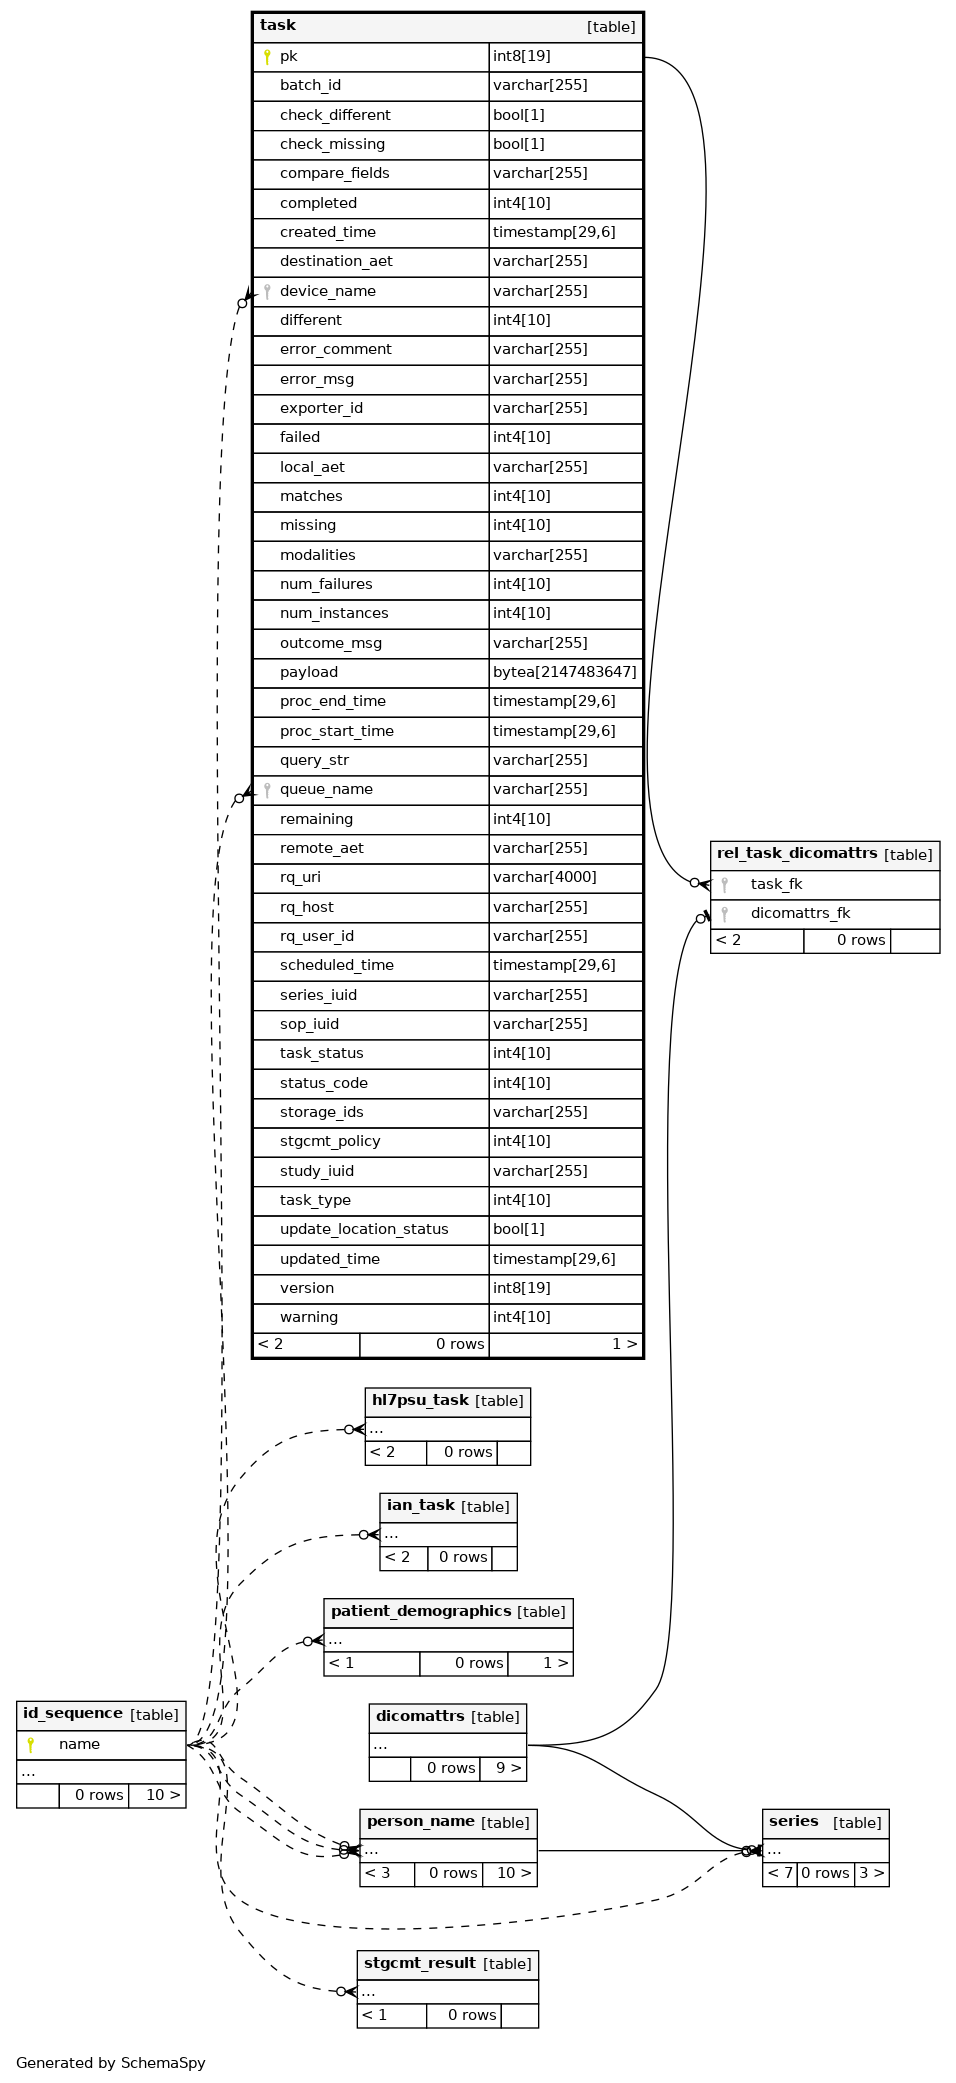 task [table]
pk int8[19]
batch_id varchar[255]
check_different bool[1]
check_missing bool[1]
compare_fields varchar[255]
completed int4[10]
created_time timestamp[29,6]
destination_aet varchar[255]
device_name varchar[255]
different int4[10]
error_comment varchar[255]
error_msg varchar[255]
exporter_id varchar[255]
failed int4[10]
local_aet varchar[255]
matches int4[10]
missing int4[10]
modalities varchar[255]
num_failures int4[10]
num_instances int4[10]
outcome_msg varchar[255]
payload bytea[2147483647]
proc_end_time timestamp[29,6]
proc_start_time timestamp[29,6]
query_str varchar[255]
queue_name varchar[255]
remaining int4[10]
remote_aet varchar[255]
rq_uri varchar[4000]
rq_host varchar[255]
rq_user_id varchar[255]
scheduled_time timestamp[29,6]
series_iuid varchar[255]
sop_iuid varchar[255]
task_status int4[10]
status_code int4[10]
storage_ids varchar[255]
stgcmt_policy int4[10]
study_iuid varchar[255]
task_type int4[10]
update_location_status bool[1]
updated_time timestamp[29,6]
version int8[19]
warning int4[10]
< 2 0 rows 1 >
rel_task_dicomattrs [table]
task_fk
dicomattrs_fk
< 2 0 rows
hl7psu_task [table]
...
< 2 0 rows
ian_task [table]
...
< 2 0 rows
patient_demographics [table]
...
< 1 0 rows 1 >
id_sequence [table]
name
...
0 rows 10 >
dicomattrs [table]
...
0 rows 9 >
person_name [table]
...
< 3 0 rows 10 >
series [table]
...
< 7 0 rows 3 >
stgcmt_result [table]
...
< 1 0 rows
Generated by SchemaSpy